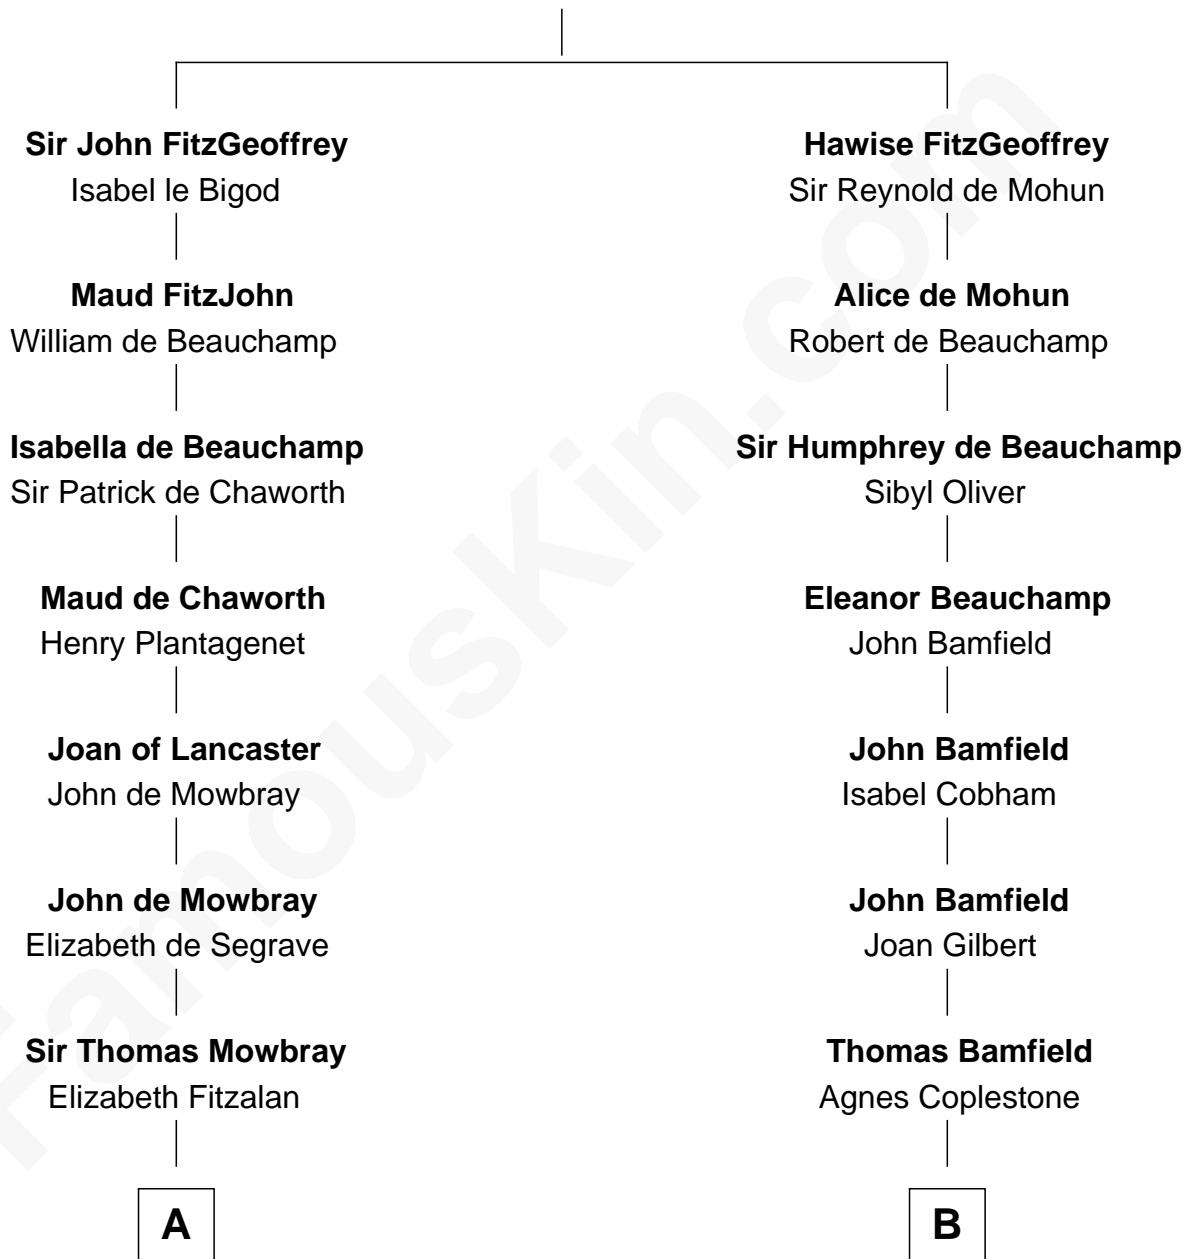 Sir John FitzGeoffrey
Isabel le Bigod
Maud FitzJohn
William de Beauchamp
Isabella de Beauchamp
Sir Patrick de Chaworth
Maud de Chaworth
Henry Plantagenet
Joan of Lancaster
John de Mowbray
John de Mowbray
Elizabeth de Segrave
Sir Thomas Mowbray
Elizabeth Fitzalan
A
Hawise FitzGeoffrey
Sir Reynold de Mohun
Alice de Mohun
Robert de Beauchamp
Sir Humphrey de Beauchamp
Sibyl Oliver
Eleanor Beauchamp
John Bamfield
John Bamfield
Isabel Cobham
John Bamfield
Joan Gilbert
Thomas Bamfield
Agnes Coplestone
B
FamousKin.com